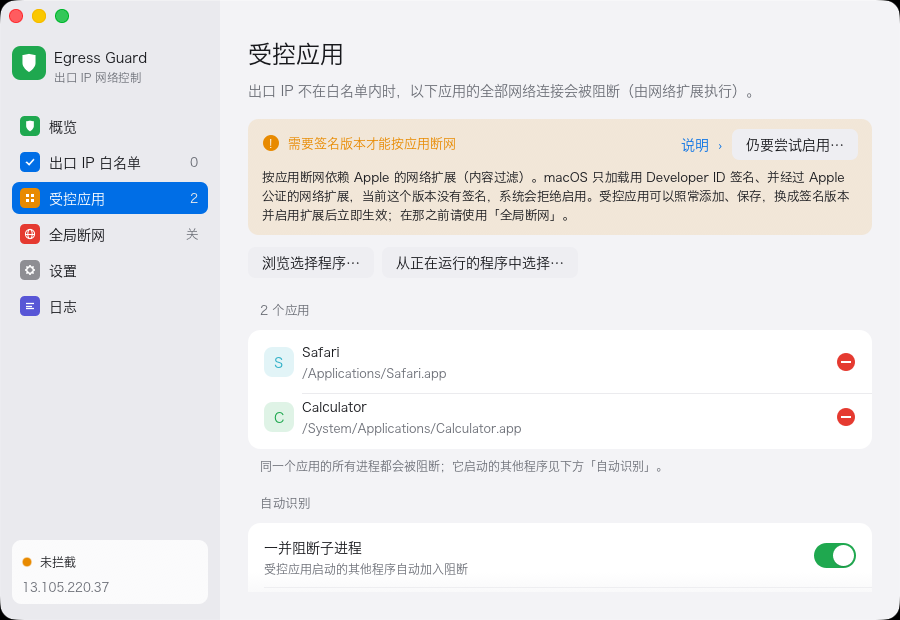 Egress Guard
出口 IP 网络控制
概览
出口 IP 白名单 0
受控应用 2
全局断网 关
设置
日志
未拦截
13.105.220.37
受控应用
出口 IP 不在白名单内时，以下应用的全部网络连接会被阻断（由网络扩展执行）。
! 需要签名版本才能按应用断网
说明 ›
仍要尝试启用…
按应用断网依赖 Apple 的网络扩展（内容过滤）。macOS 只加载用 Developer ID 签名、并经过 Apple
公证的网络扩展，当前这个版本没有签名，系统会拒绝启用。受控应用可以照常添加、保存，换成签名版本
并启用扩展后立即生效；在那之前请使用「全局断网」。
浏览选择程序…
从正在运行的程序中选择…
2 个应用
S
Safari
/Applications/Safari.app
C
Calculator
/System/Applications/Calculator.app
同一个应用的所有进程都会被阻断；它启动的其他程序见下方「自动识别」。
自动识别
一并阻断子进程
受控应用启动的其他程序自动加入阻断